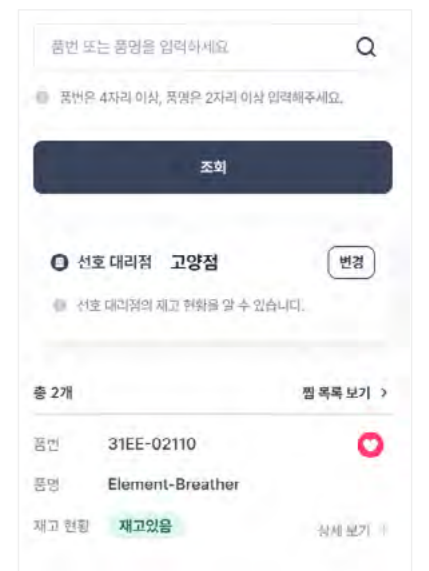 품번 또는 품명을 입력하세요
품번은 4자리 이상, 품명은 2자리 이상 입력해주세요.
조회
선호 대리점 고양점 변경
선호 대리점의 재고 현황을 알 수 있습니다.
총 2개 찜 목록 보기 >
품번 31EE-02110
품명 Element-Breather
재고 현황 재고있음 상세 보기